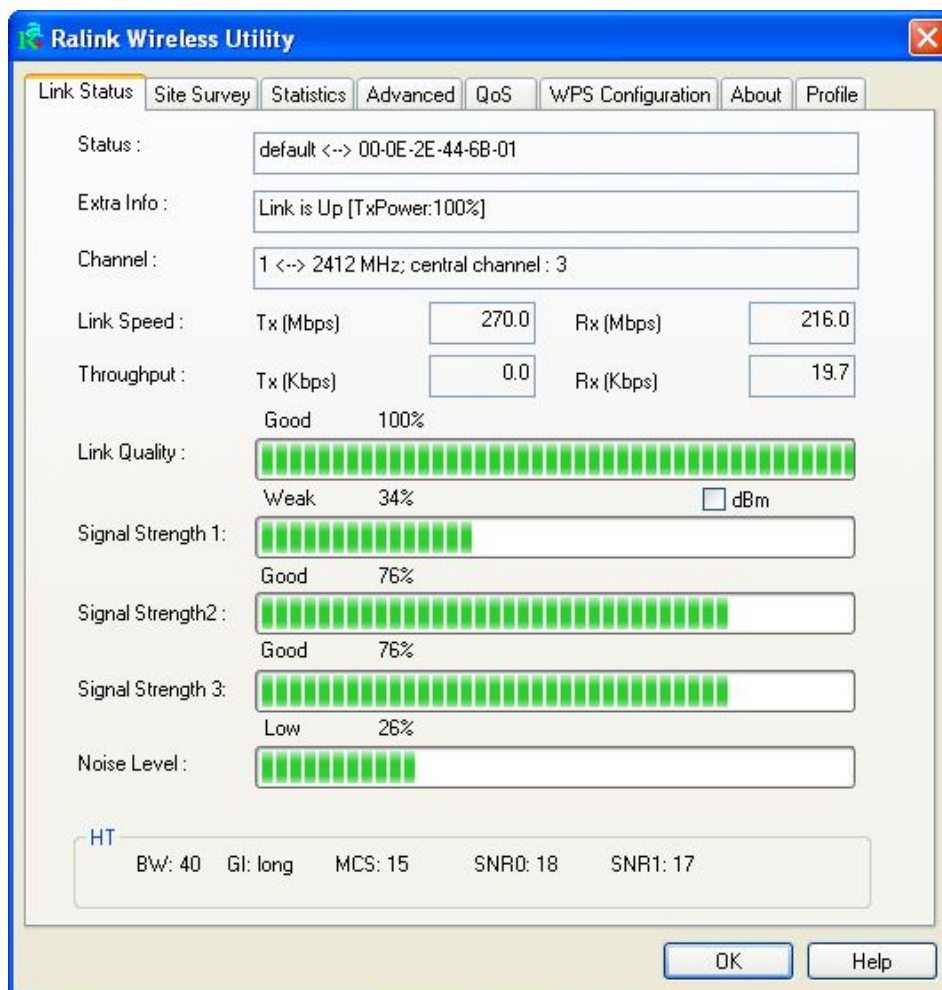 Ralink Wireless Utility
Link Status Site Survey Statistics Advanced QoS WPS Configuration About Profile
Status : default <--> 00-0E-2E-44-6B-01
Extra Info : Link is Up [TxPower:100%]
Channel : 1 <--> 2412 MHz; central channel : 3
Link Speed : Tx (Mbps) 270.0 Rx (Mbps) 216.0
Throughput : Tx (Kbps) 0.0 Rx (Kbps) 19.7
Good 100%
Link Quality :
Weak 34% dBm
Signal Strength 1:
Good 76%
Signal Strength2 :
Good 76%
Signal Strength 3:
Low 26%
Noise Level :
HT
BW: 40 GI: long MCS: 15 SNR0: 18 SNR1: 17
OK Help